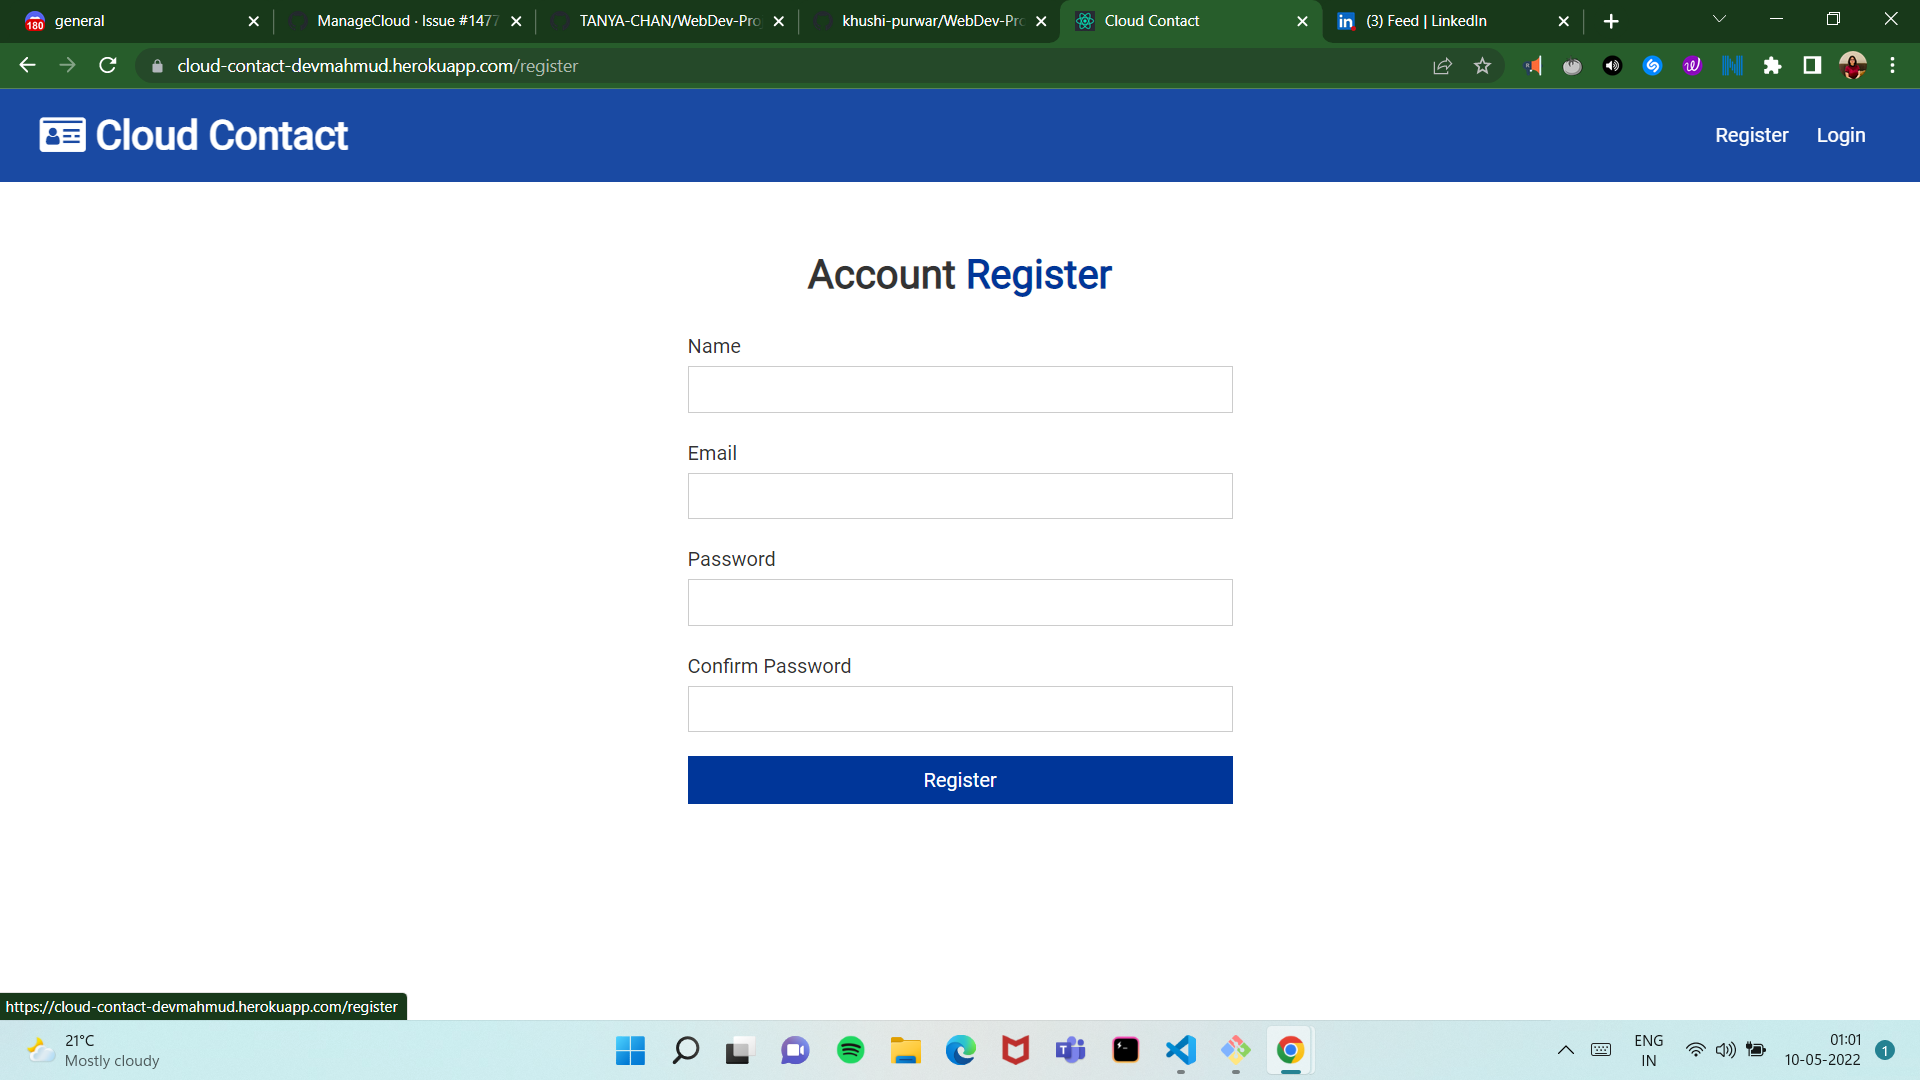 180 general
ManageCloud · Issue #1477
TANYA-CHAN/WebDev-Proj
khushi-purwar/WebDev-Pro
Cloud Contact
in (3) Feed | LinkedIn
cloud-contact-devmahmud.herokuapp.com/register
Cloud Contact
Register Login
Account Register
Name
Email
Password
Confirm Password
Register
https://cloud-contact-devmahmud.herokuapp.com/register
21°C
Mostly cloudy
ENG
IN
01:01
10-05-2022
1